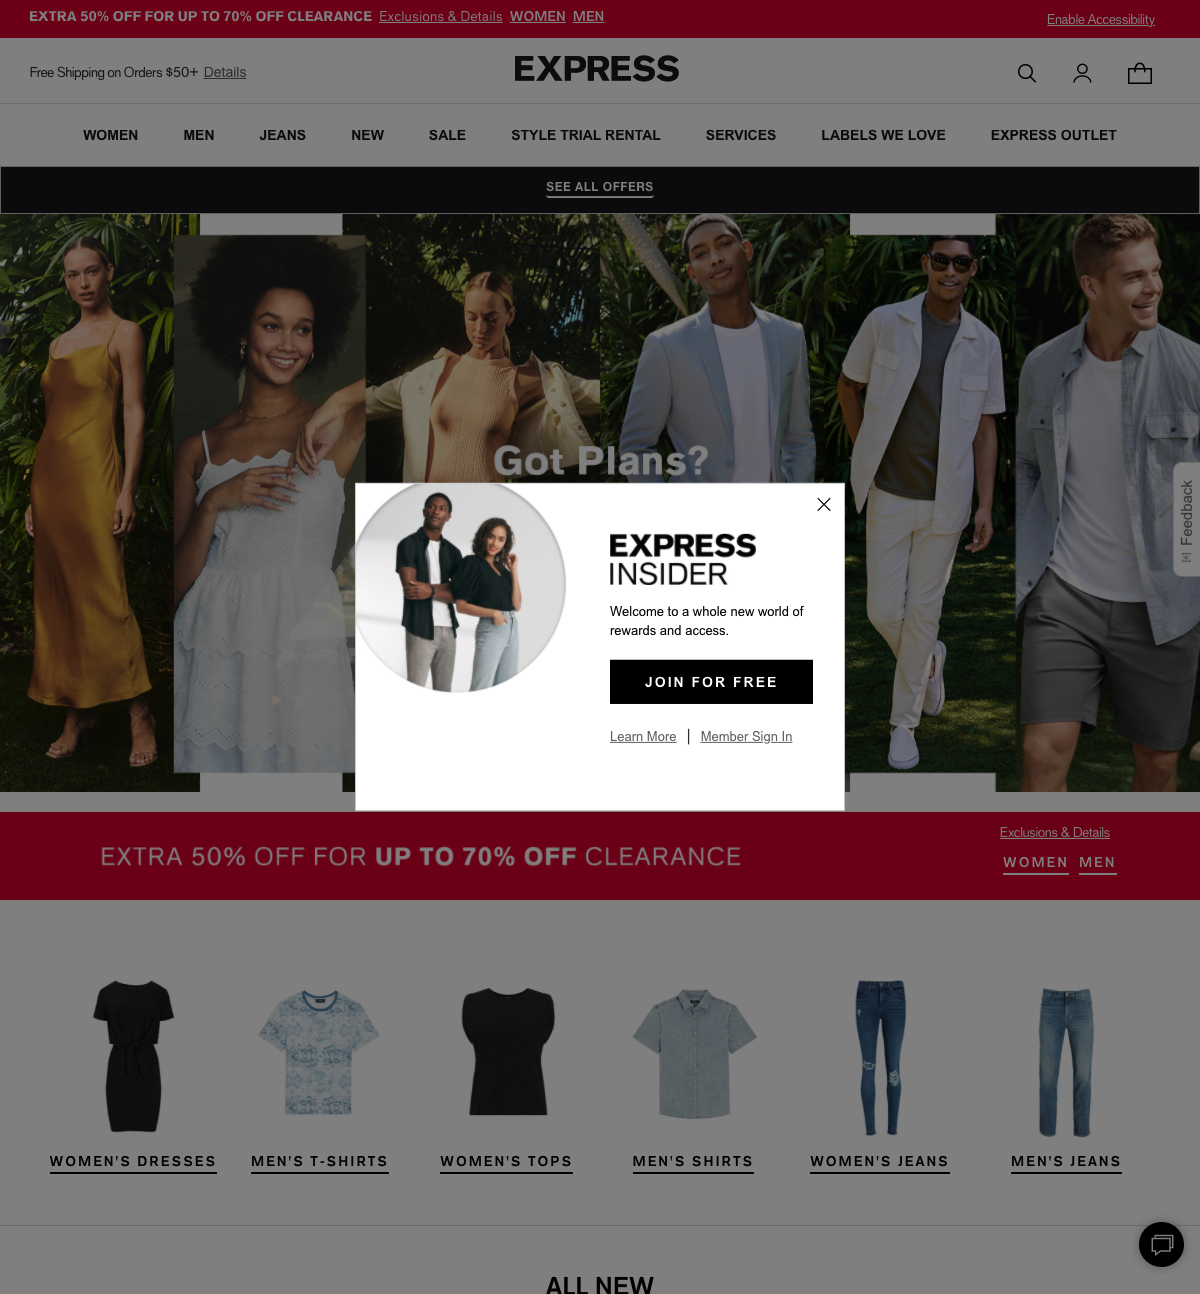 EXTRA 50% OFF FOR UP TO 70% OFF CLEARANCE Exclusions & Details WOMEN MEN
Enable Accessibility
Free Shipping on Orders $50+ Details
EXPRESS
WOMEN MEN JEANS NEW SALE STYLE TRIAL RENTAL SERVICES LABELS WE LOVE EXPRESS OUTLET
SEE ALL OFFERS
Got Plans?
Feedback
EXPRESS
INSIDER
Welcome to a whole new world of
rewards and access.
JOIN FOR FREE
Learn More | Member Sign In
EXTRA 50% OFF FOR UP TO 70% OFF CLEARANCE
Exclusions & Details
WOMEN MEN
WOMEN'S DRESSES MEN'S T-SHIRTS WOMEN'S TOPS MEN'S SHIRTS WOMEN'S JEANS MEN'S JEANS
ALL NEW